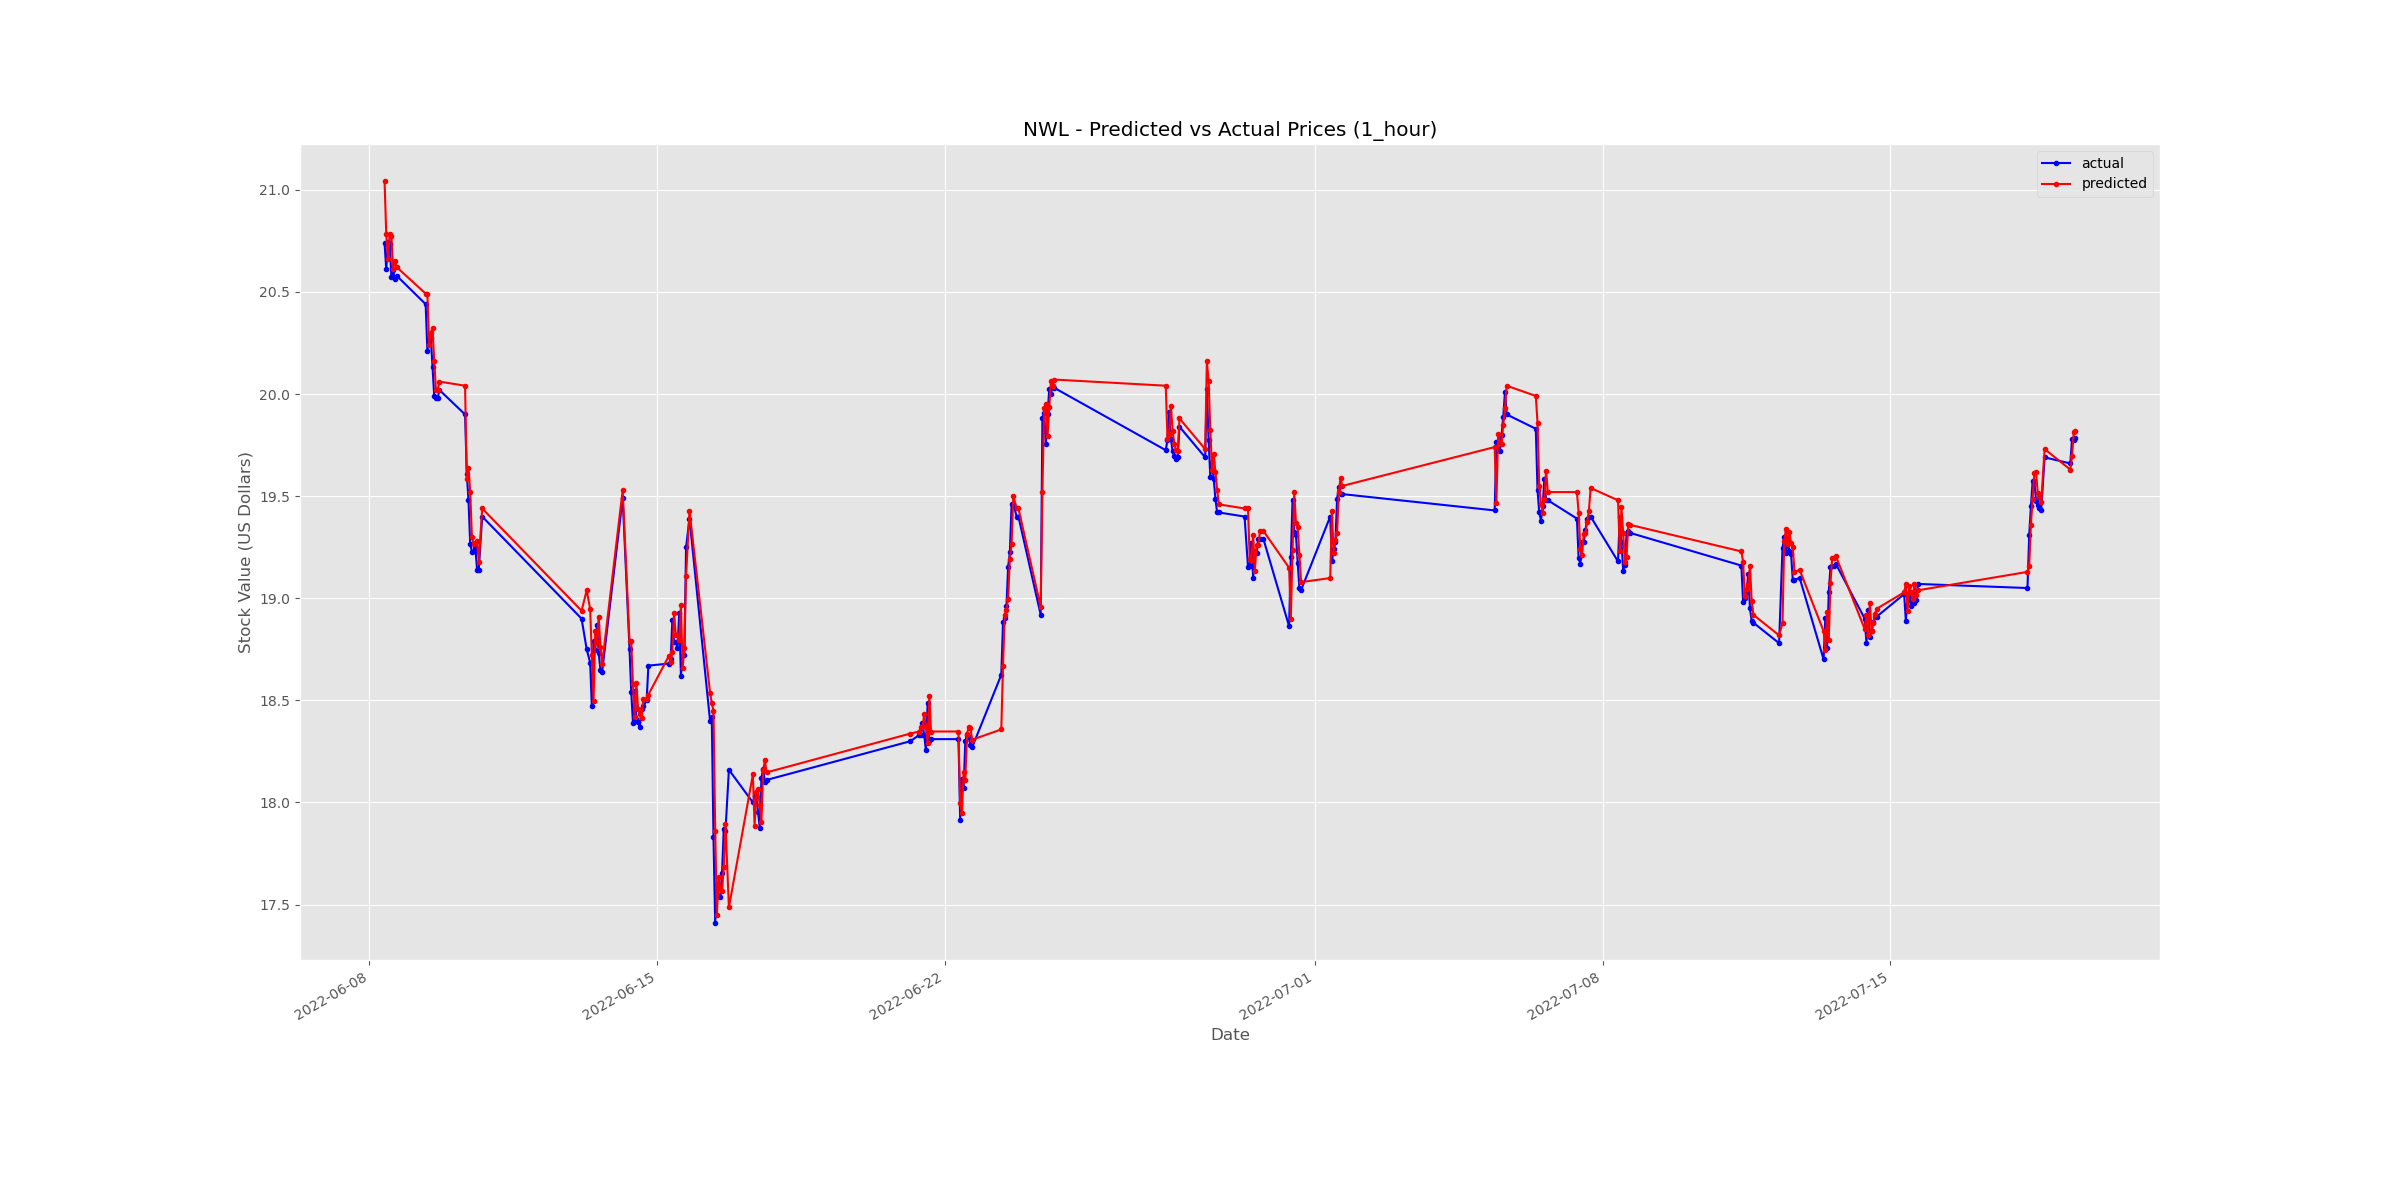 NWL - Predicted vs Actual Prices (1_hour)
actual
predicted
Stock Value (US Dollars)
21.0
20.5
20.0
19.5
19.0
18.5
18.0
17.5
2022-06-08
2022-06-15
2022-06-22
2022-07-01
2022-07-08
2022-07-15
Date